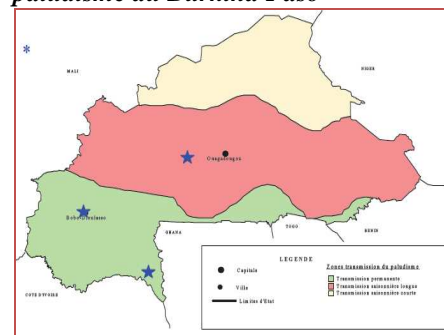 paludisme au Burkina Faso
MALI
NIGER
Ouagadougou
Bobo-Dioulasso
GHANA
TOGO
BENIN
COTE D'IVOIRE
LEGENDE
Capitale
Ville
Limites d'Etat
Zones transmission du paludisme
Transmission permanente
Transmission saisonnière longue
Transmission saisonnière courte